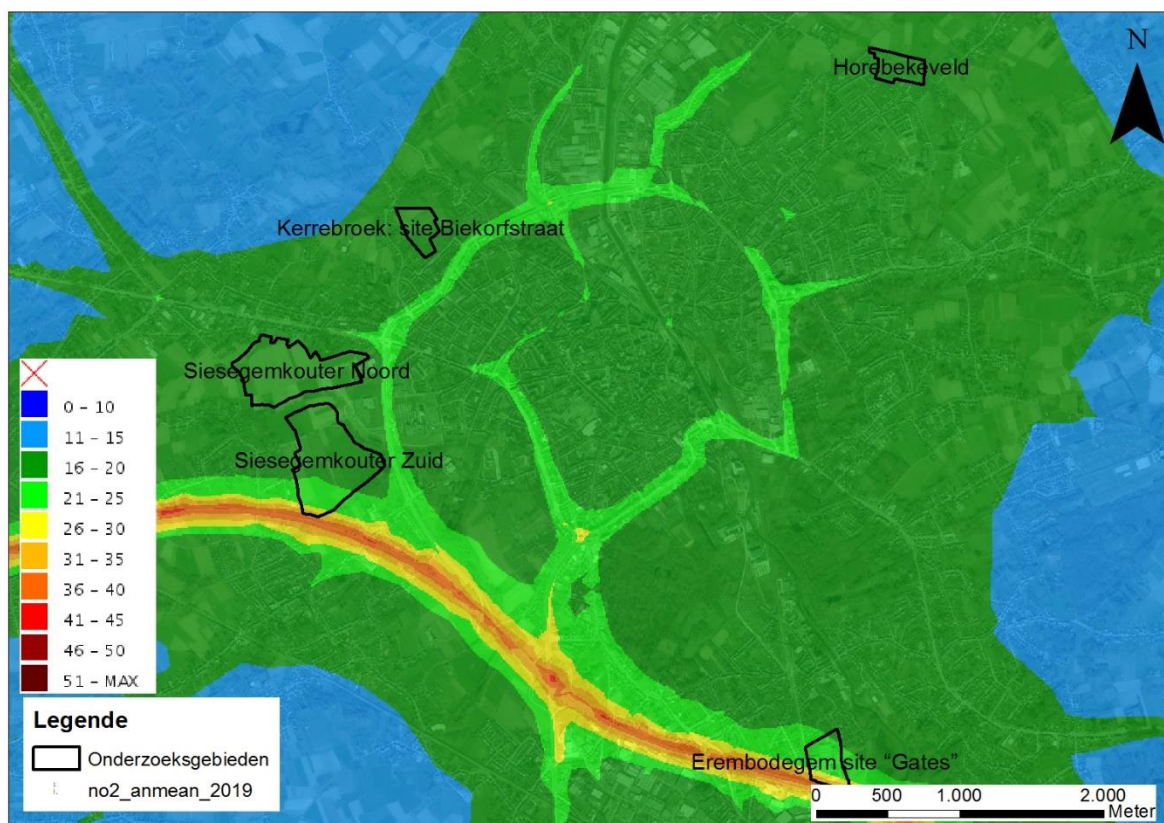 Horebekeveld
N
Kerrebroek: site Biekorfstraat
Siesegemkouter Noord
Siesegemkouter Zuid
0 – 10
11 – 15
16 – 20
21 – 25
26 – 30
31 – 35
36 – 40
41 – 45
46 – 50
51 – MAX
Legende
Onderzoeksgebieden
no2_anmean_2019
Erembodegem site “Gates”
0 500 1.000 2.000
Meter